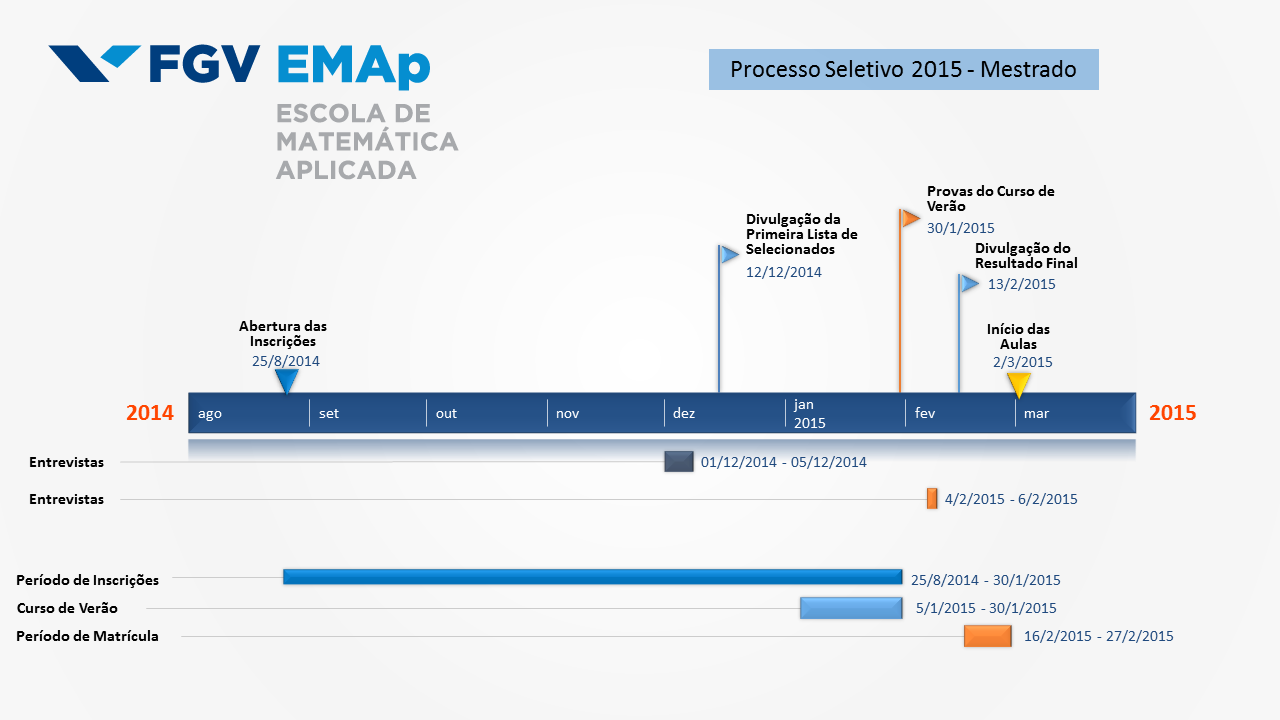 FGV EMAp
ESCOLA DE
MATEMÁTICA
APLICADA
Processo Seletivo 2015 - Mestrado
Provas do Curso de
Verão
30/1/2015
Divulgação da
Primeira Lista de
Selecionados
12/12/2014
Divulgação do
Resultado Final
13/2/2015
Abertura das
Inscrições
25/8/2014
Início das
Aulas
2/3/2015
2014 ago set out nov dez jan fev mar 2015
2015
Entrevistas 01/12/2014 - 05/12/2014
Entrevistas 4/2/2015 - 6/2/2015
Período de Inscrições 25/8/2014 - 30/1/2015
Curso de Verão 5/1/2015 - 30/1/2015
Período de Matrícula 16/2/2015 - 27/2/2015